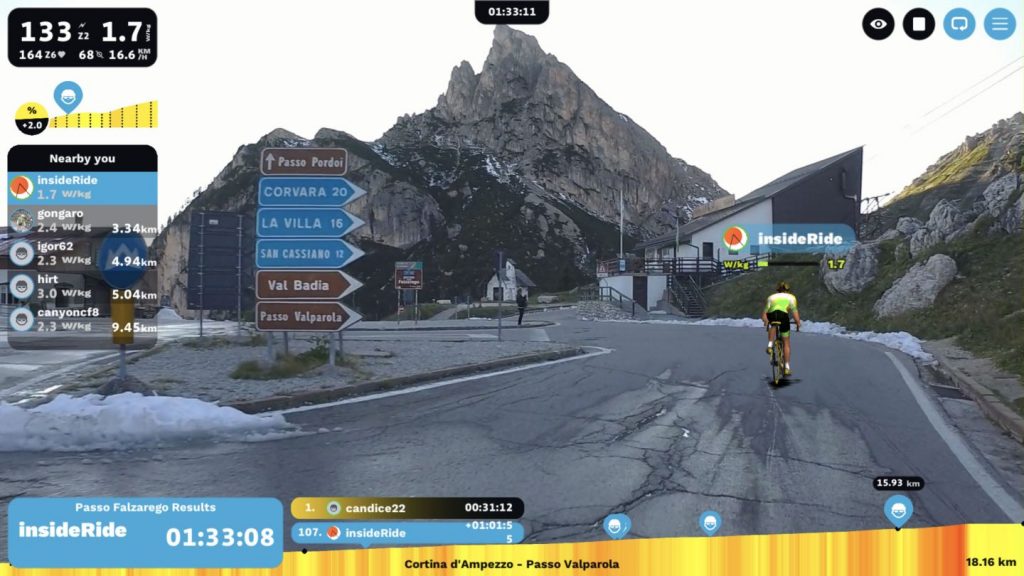 01:33:11
133 Z2 1.7 W/kg
164 Z6 68 16.6 KM/H
%
+2.0
Nearby you
insideRide
1.7 W/kg
gongaro
2.4 W/kg 3.34km
igor62
2.3 W/kg 4.94km
hirt
3.0 W/kg 5.04km
canyoncf8
2.3 W/kg 9.45km
Passo Pordoi
CORVARA 20
LA VILLA 16
SAN CASSIANO 12
Val Badia
Passo Valparola
insideRide
W/kg 1.7
15.93 km
Passo Falzarego Results
insideRide 01:33:08
1. candice22 00:31:12
107. insideRide +01:01:5
5
Cortina d'Ampezzo - Passo Valparola
18.16 km